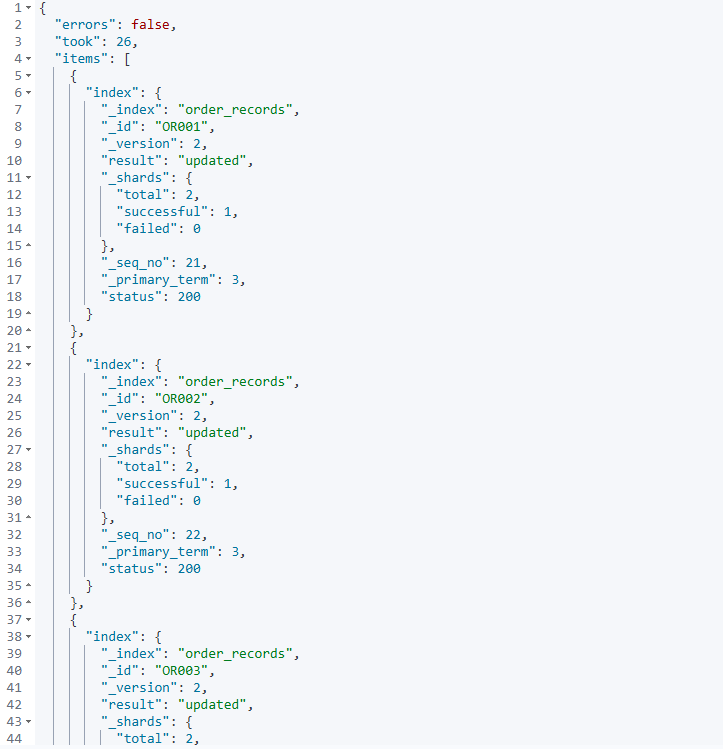 1 {
2 "errors": false,
3 "took": 26,
4 "items": [
5 {
6 "index": {
7 "_index": "order_records",
8 "_id": "OR001",
9 "_version": 2,
10 "result": "updated",
11 "_shards": {
12 "total": 2,
13 "successful": 1,
14 "failed": 0
15 },
16 "_seq_no": 21,
17 "_primary_term": 3,
18 "status": 200
19 }
20 },
21 {
22 "index": {
23 "_index": "order_records",
24 "_id": "OR002",
25 "_version": 2,
26 "result": "updated",
27 "_shards": {
28 "total": 2,
29 "successful": 1,
30 "failed": 0
31 },
32 "_seq_no": 22,
33 "_primary_term": 3,
34 "status": 200
35 }
36 },
37 {
38 "index": {
39 "_index": "order_records",
40 "_id": "OR003",
41 "_version": 2,
42 "result": "updated",
43 "_shards": {
44 "total": 2,